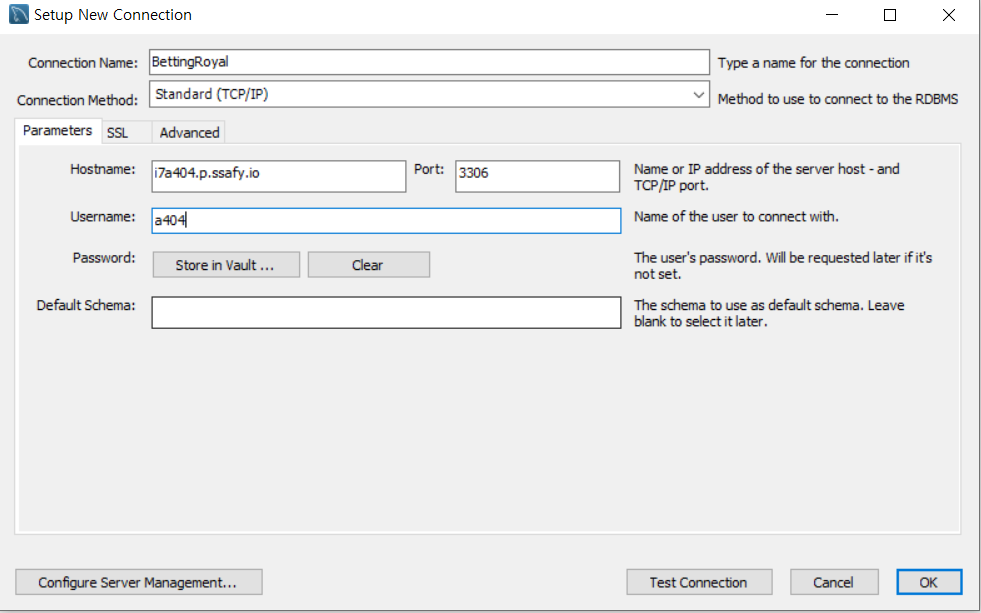 Setup New Connection
Connection Name: BettingRoyal Type a name for the connection
Connection Method: Standard (TCP/IP) Method to use to connect to the RDBMS
Parameters SSL Advanced
Hostname: i7a404.p.ssafy.io Port: 3306 Name or IP address of the server host - and
TCP/IP port.
Username: a404 Name of the user to connect with.
Password: Store in Vault ... Clear The user's password. Will be requested later if it's
not set.
Default Schema: The schema to use as default schema. Leave
blank to select it later.
Configure Server Management... Test Connection Cancel OK